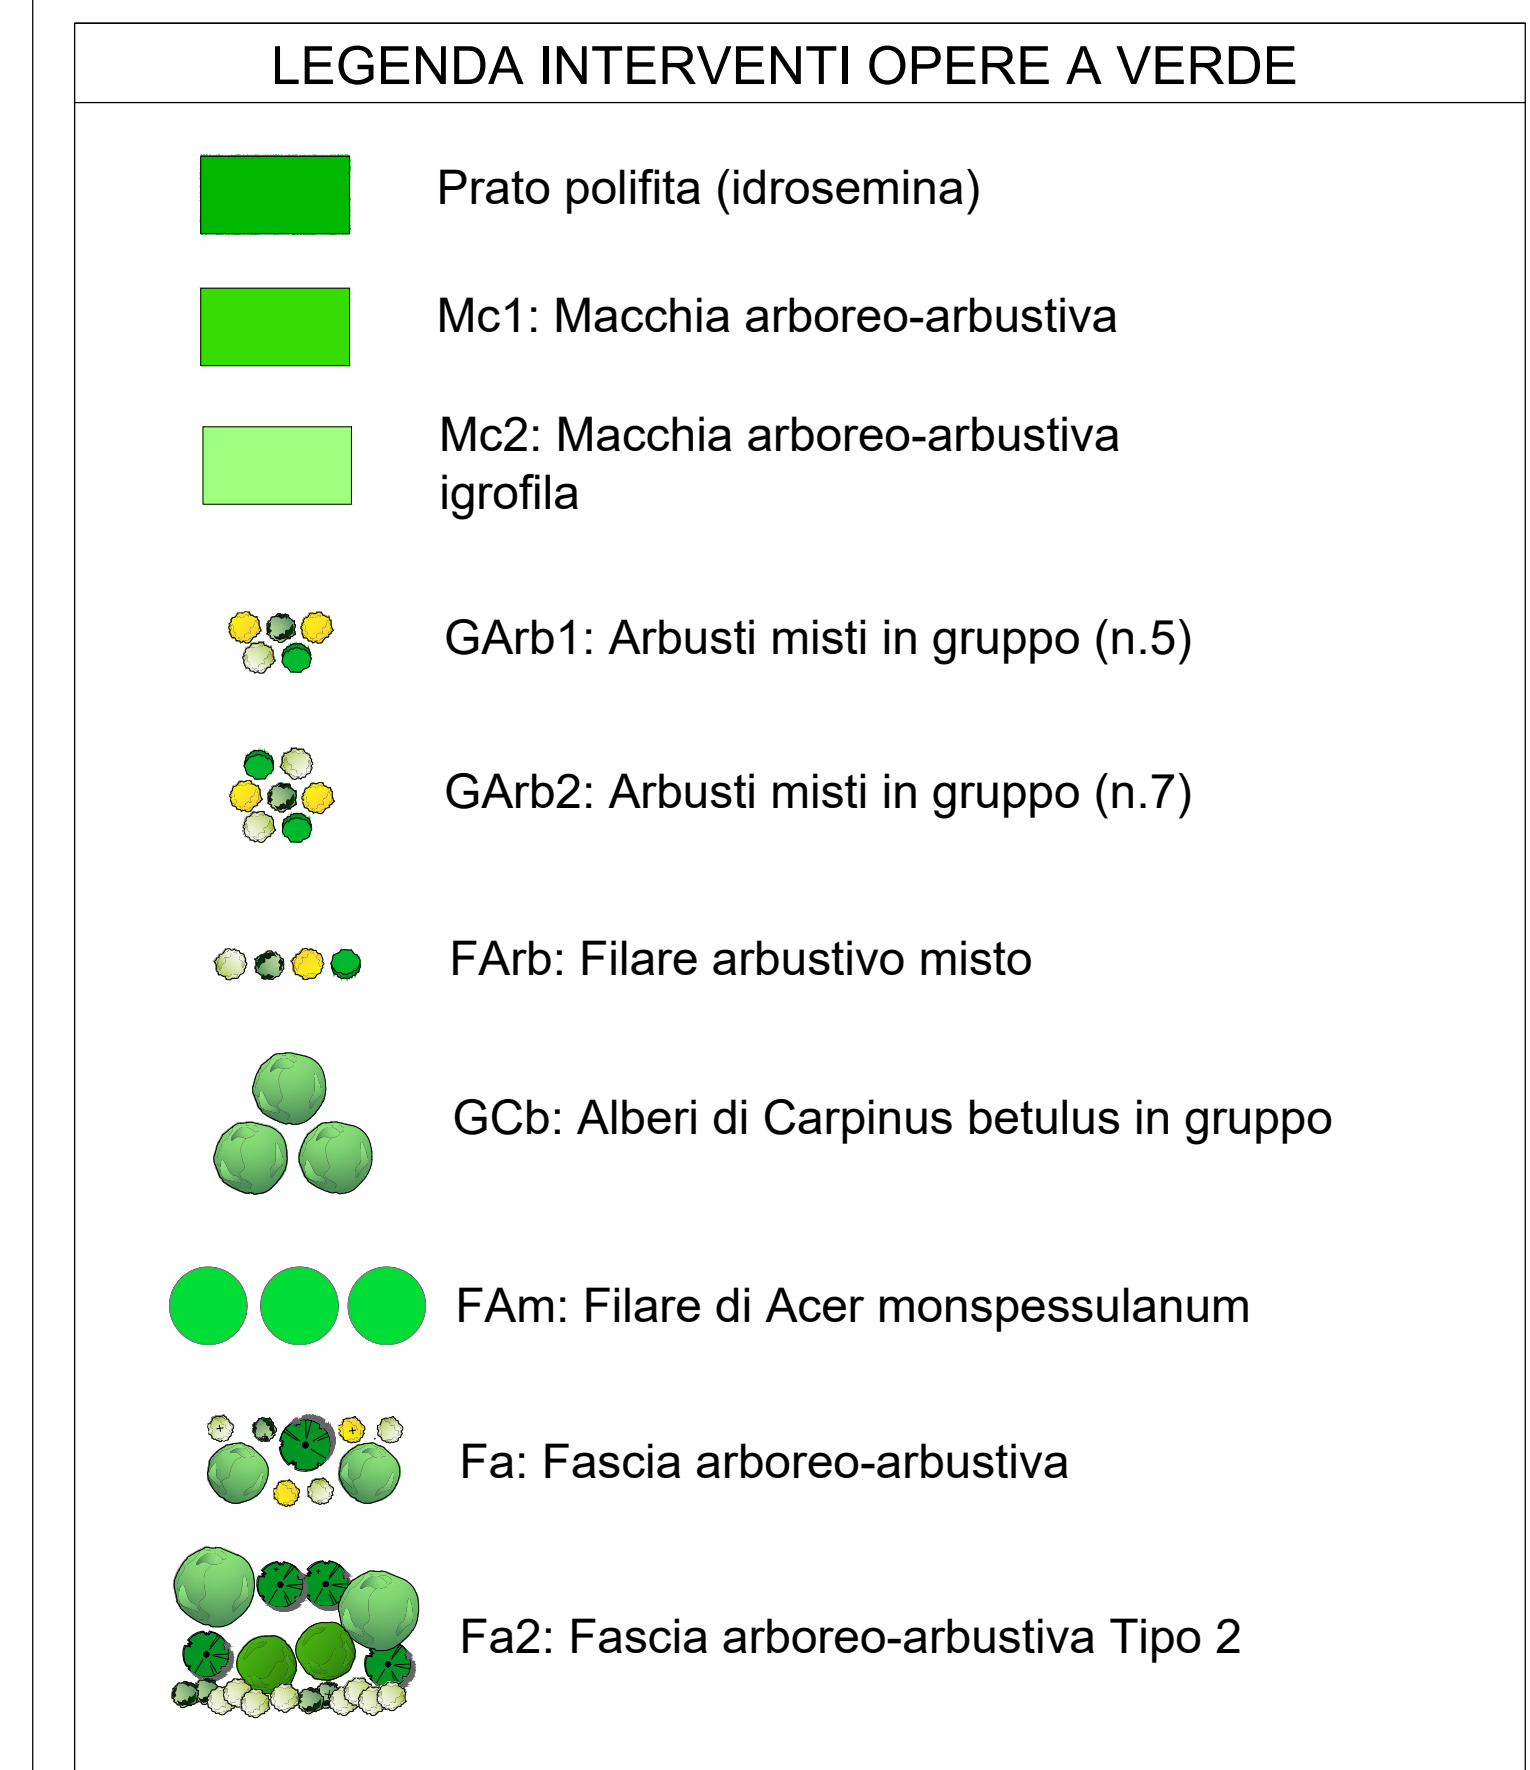 LEGENDA INTERVENTI OPERE A VERDE
Prato polifita (idrosemina)
Mc1: Macchia arboreo-arbustiva
Mc2: Macchia arboreo-arbustiva
igrofila
GArb1: Arbusti misti in gruppo (n.5)
GArb2: Arbusti misti in gruppo (n.7)
FArb: Filare arbustivo misto
GCb: Alberi di Carpinus betulus in gruppo
FAm: Filare di Acer monspessulanum
Fa: Fascia arboreo-arbustiva
Fa2: Fascia arboreo-arbustiva Tipo 2